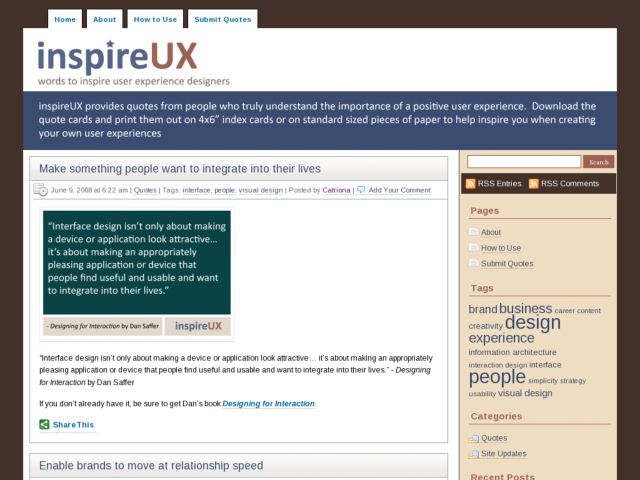 Home About How to Use Submit Quotes
inspireUX
words to inspire user experience designers
inspireUX provides quotes from people who truly understand the importance of a positive user experience. Download the
quote cards and print them out on 4x6” index cards or on standard sized pieces of paper to help inspire you when creating
your own user experiences
Make something people want to integrate into their lives
June 9, 2008 at 6:22 am | Quotes | Tags: interface, people, visual design | Posted by Catriona | Add Your Comment
“Interface design isn’t only about making
a device or application look attractive…
it’s about making an appropriately
pleasing application or device that
people find useful and usable and want
to integrate into their lives.”
- Designing for Interaction by Dan Saffer inspireUX
“Interface design isn’t only about making a device or application look attractive… it’s about making an appropriately
pleasing application or device that people find useful and usable and want to integrate into their lives.” - Designing
for Interaction by Dan Saffer
If you don’t already have it, be sure to get Dan’s book Designing for Interaction.
ShareThis
Enable brands to move at relationship speed
Search
RSS Entries RSS Comments
Pages
About
How to Use
Submit Quotes
Tags
brand business career content
creativity design
experience
information architecture
interaction design interface
people simplicity strategy
usability visual design
Categories
Quotes
Site Updates
Recent Posts